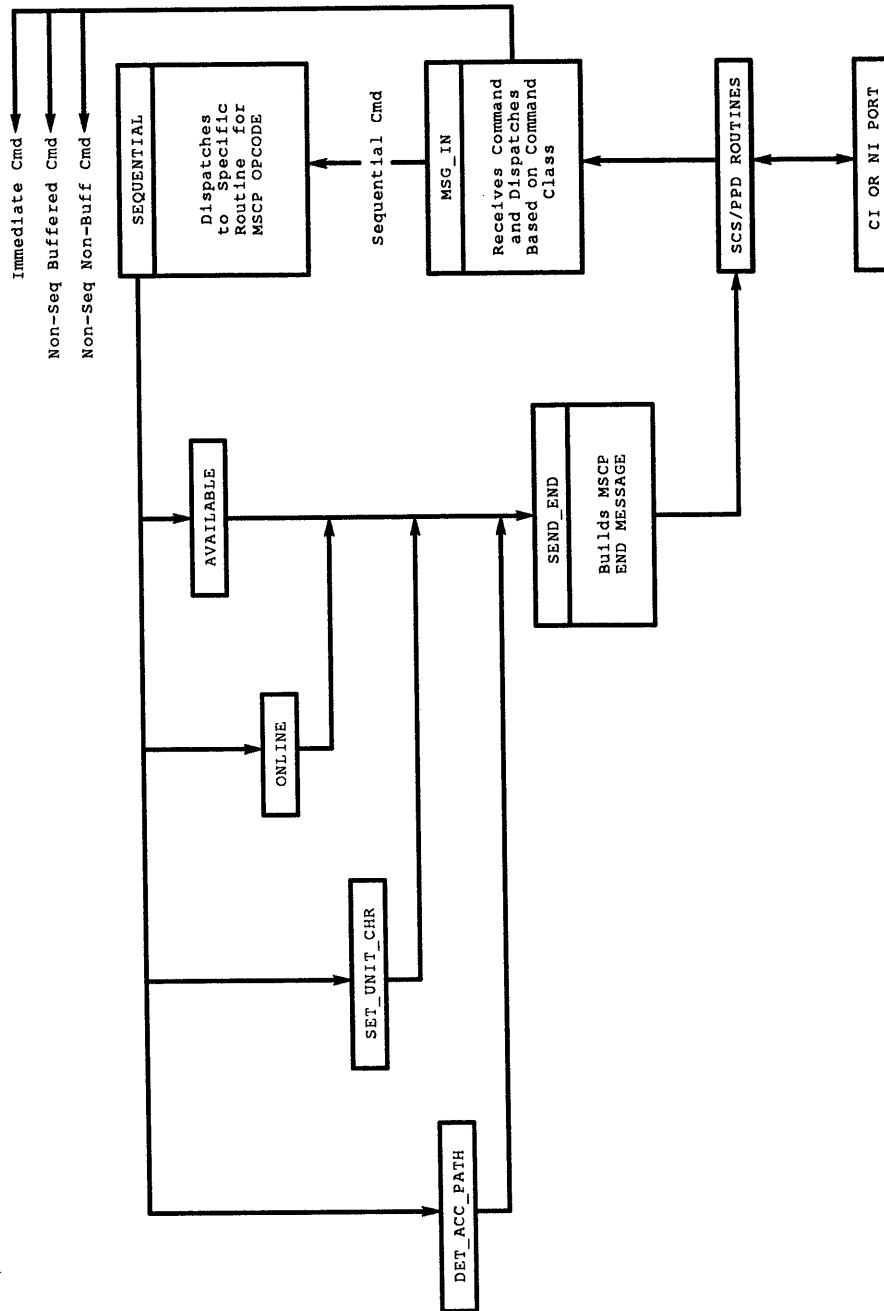 Immediate Cmd
Non-Seq Buffered Cmd
Non-Seq Non-Buff Cmd
SEQUENTIAL
Dispatches
to Specific
Routine for
MSCP OPCODE
Sequential Cmd
MSG_IN
Receives Command
and Dispatches
Based on Command
Class
SCS/PPD ROUTINES
CI OR NI PORT
AVAILABLE
ONLINE
SET_UNIT_CHR
DET_ACC_PATH
SEND_END
Builds MSCP
END MESSAGE